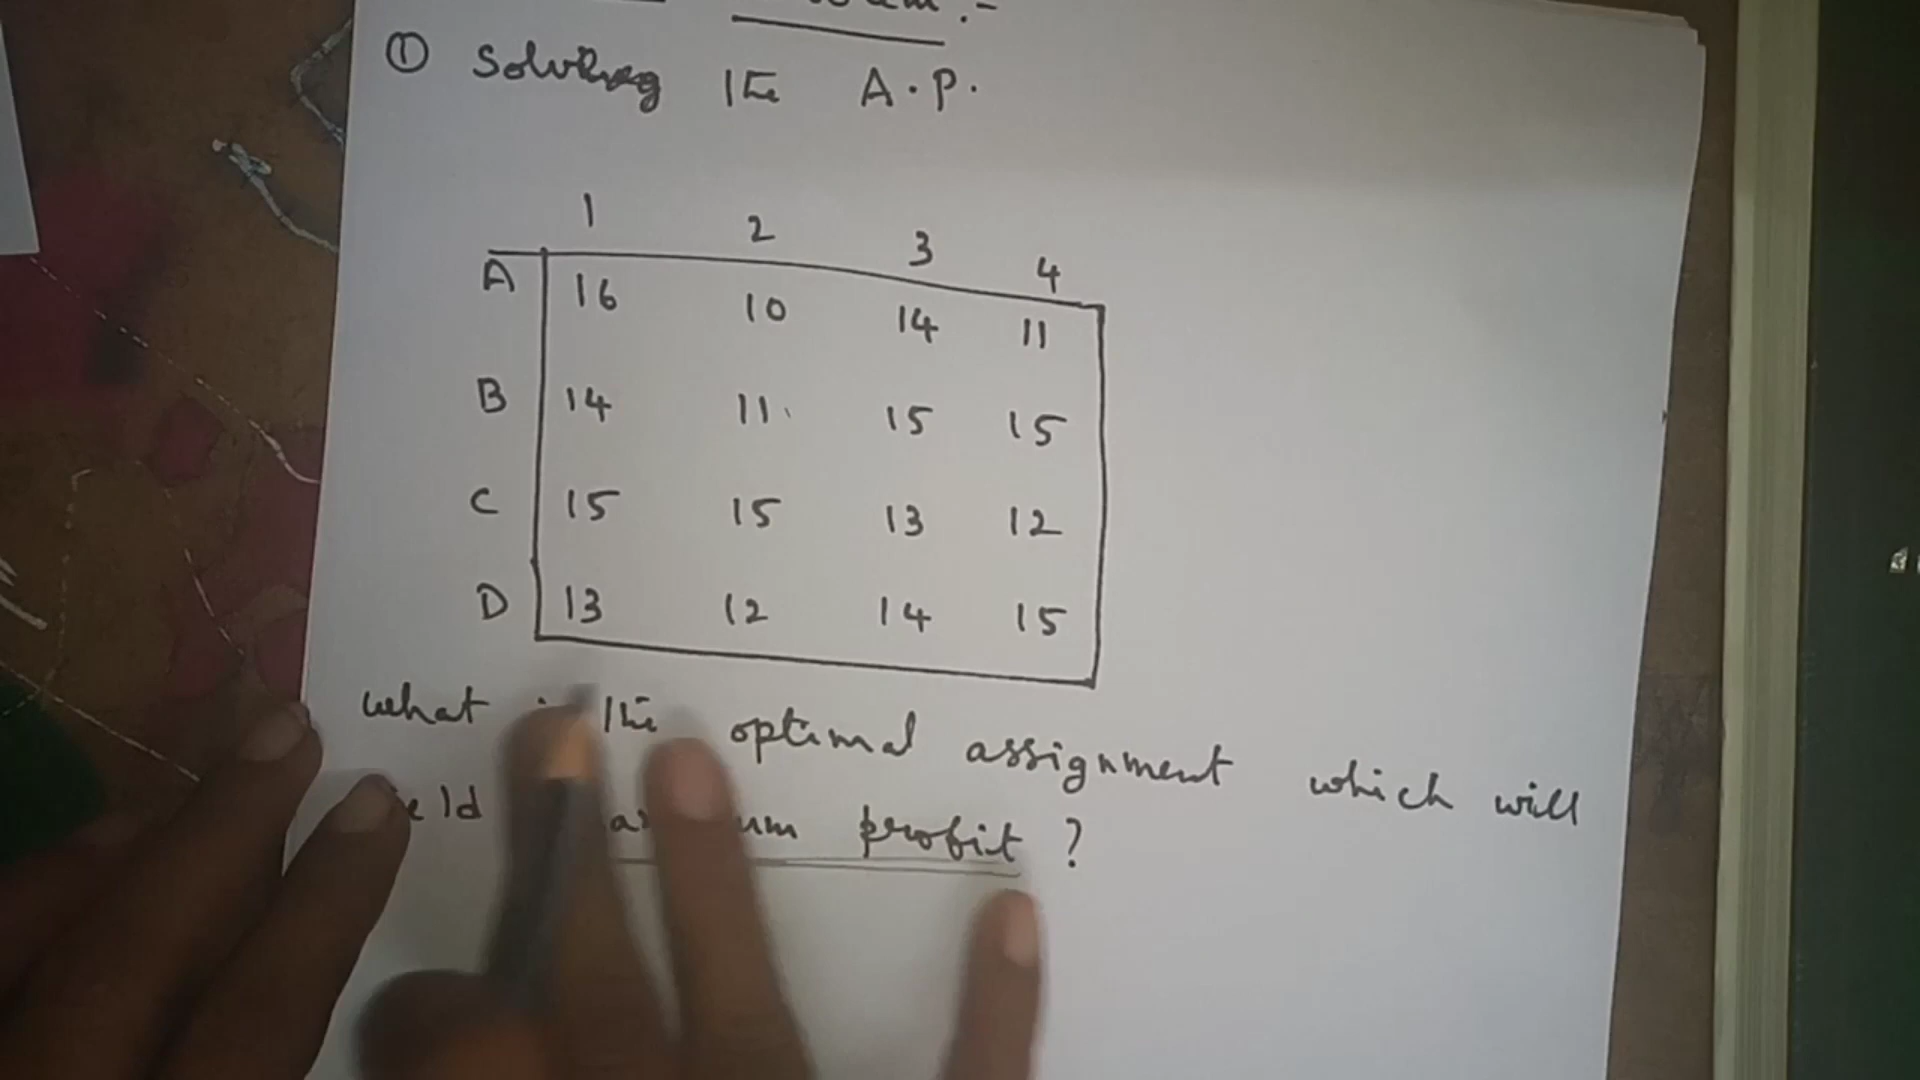 ① Solving the A.P.
1 2 3 4
A 16 10 14 11
B 14 11 15 15
C 15 15 13 12
D 13 12 14 15
what the optimal assignment which will
profit ?